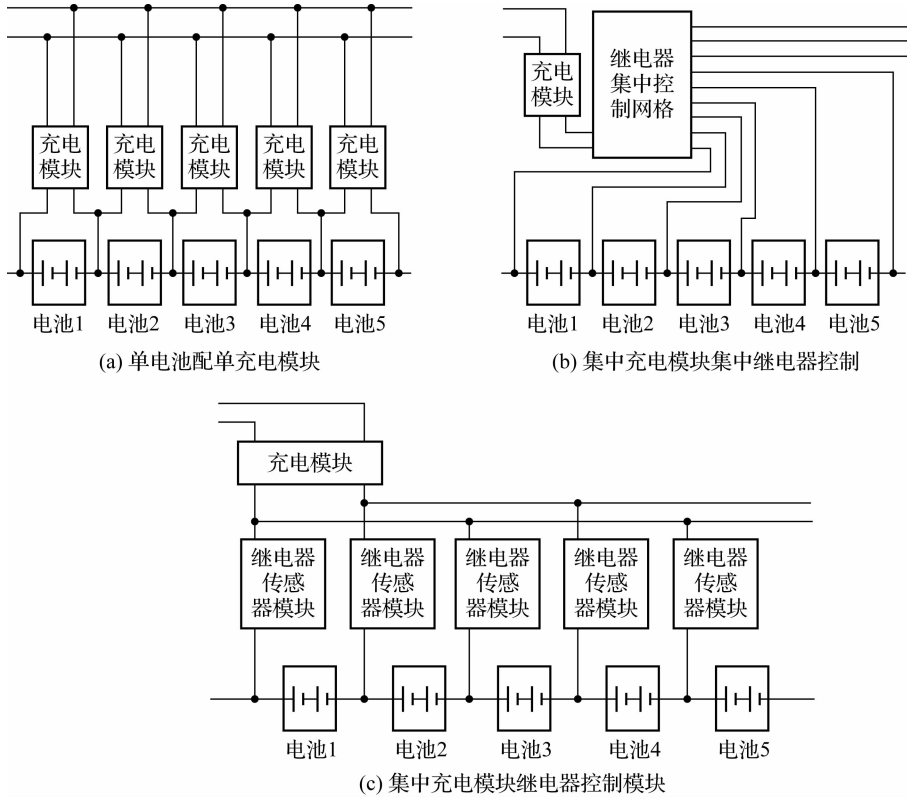 充电
模块
充电
模块
充电
模块
充电
模块
充电
模块
电池1
电池2
电池3
电池4
电池5
(a) 单电池配单充电模块
充电
模块
继电器
集中控
制网格
电池1
电池2
电池3
电池4
电池5
(b) 集中充电模块集中继电器控制
充电模块
继电器
传感
器模块
继电器
传感
器模块
继电器
传感
器模块
继电器
传感
器模块
继电器
传感
器模块
电池1
电池2
电池3
电池4
电池5
(c) 集中充电模块继电器控制模块